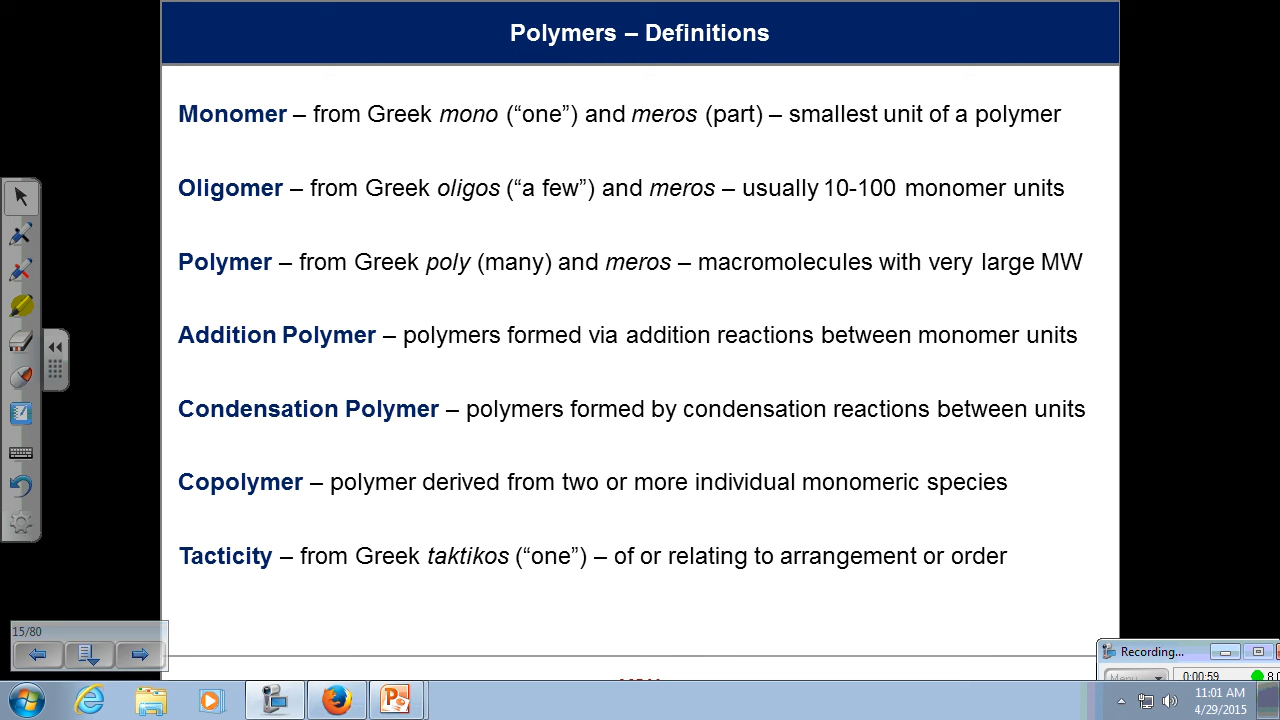 Polymers – Definitions
Monomer – from Greek mono (“one”) and meros (part) – smallest unit of a polymer
Oligomer – from Greek oligos (“a few”) and meros – usually 10-100 monomer units
Polymer – from Greek poly (many) and meros – macromolecules with very large MW
Addition Polymer – polymers formed via addition reactions between monomer units
Condensation Polymer – polymers formed by condensation reactions between units
Copolymer – polymer derived from two or more individual monomeric species
Tacticity – from Greek taktikos (“one”) – of or relating to arrangement or order
15/80
Recording...
Menu
0:00:59
8.0
11:01 AM
4/29/2015